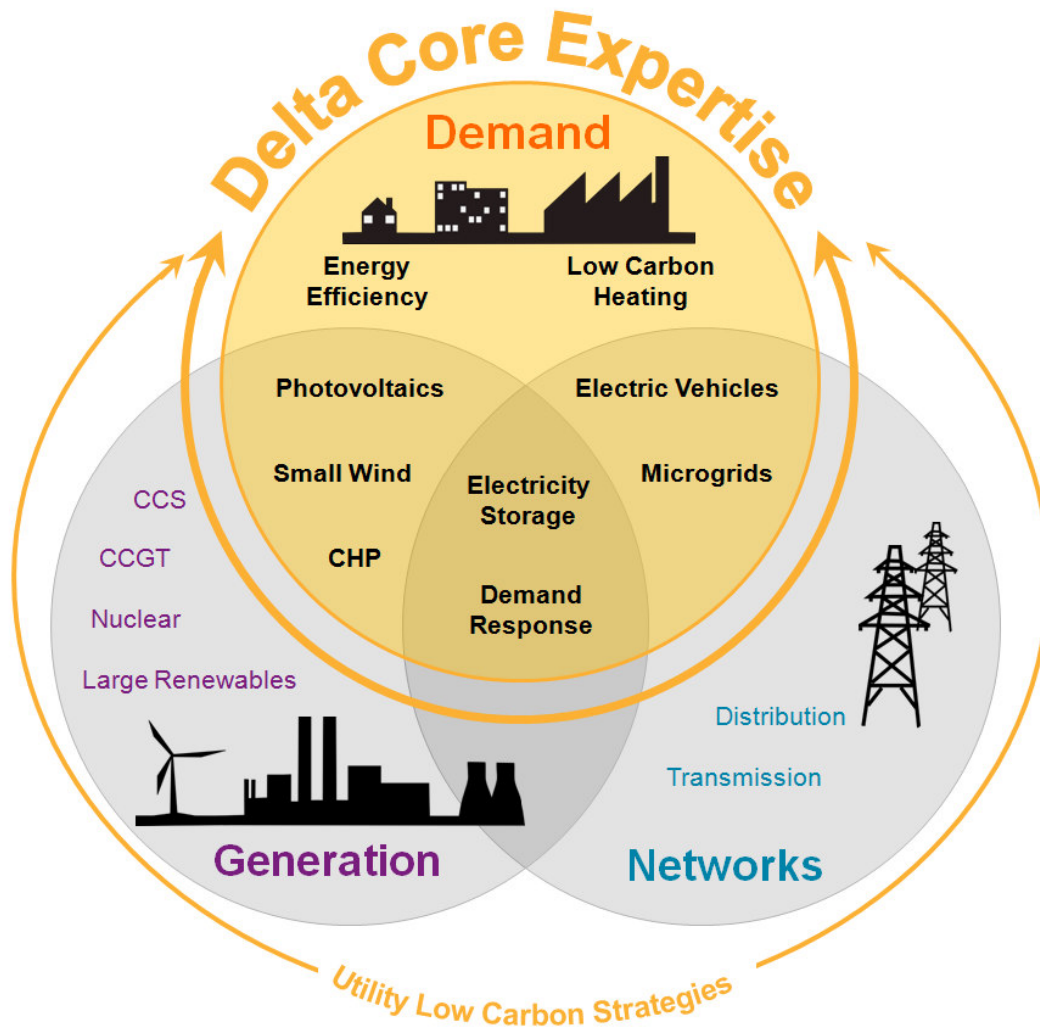 Delta Core Expertise
Demand
Energy
Efficiency
Low Carbon
Heating
Photovoltaics
Electric Vehicles
Small Wind
Electricity
Storage
Microgrids
CCS
CCGT
CHP
Nuclear
Demand
Response
Large Renewables
Distribution
Transmission
Generation
Networks
Utility Low Carbon Strategies